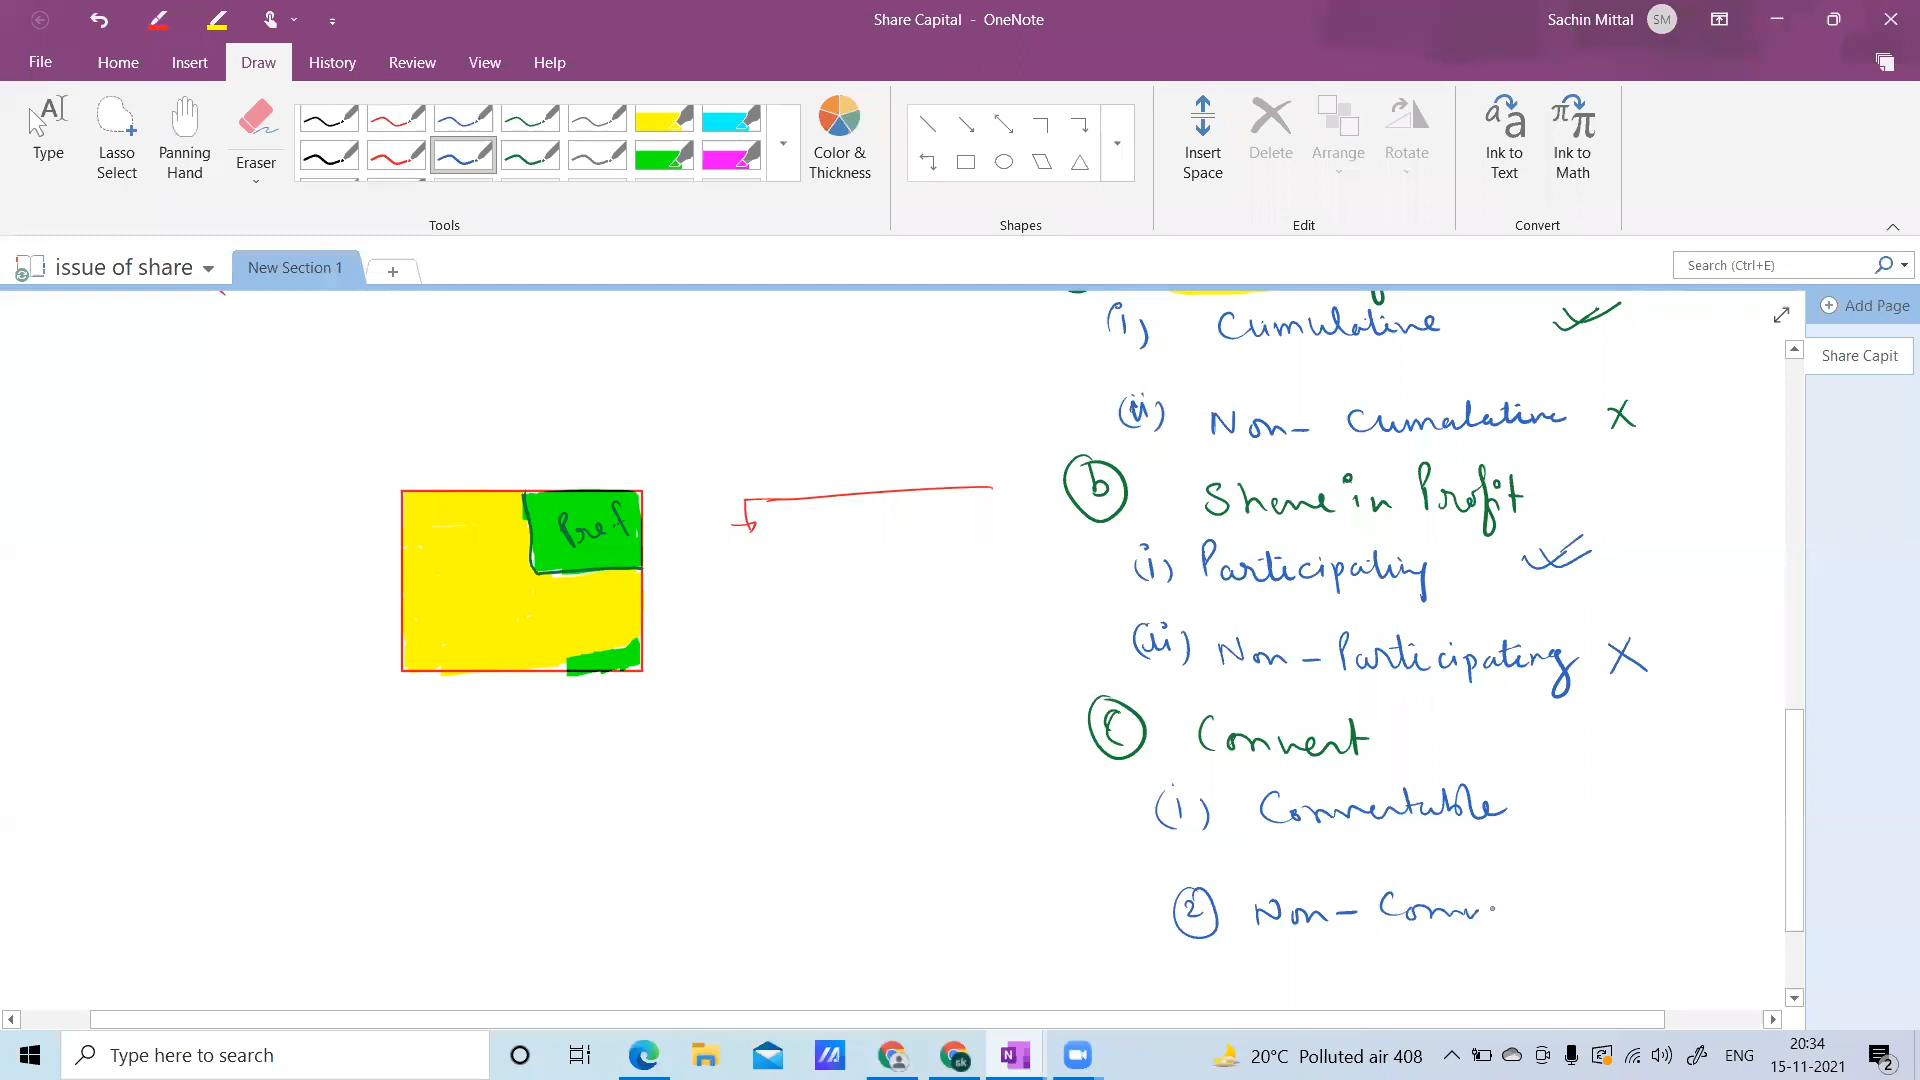 Share Capital - OneNote
Sachin Mittal SM
File Home Insert Draw History Review View Help
Type
Lasso Select
Panning Hand
Eraser
Color & Thickness
Insert Space
Delete
Arrange
Rotate
Ink to Text
Ink to Math
Tools Shapes Edit Convert
issue of share New Section 1 +
Search (Ctrl+E)
Add Page
Share Capit
(i) Cumulative
(ii) Non- Cumalative X
b Share in Profit
Pref
(i) Participating
(ii) Non-Participating X
C Convert
(i) Convertable
2 Non- Conv
Type here to search
20°C Polluted air 408
ENG
20:34
15-11-2021
2